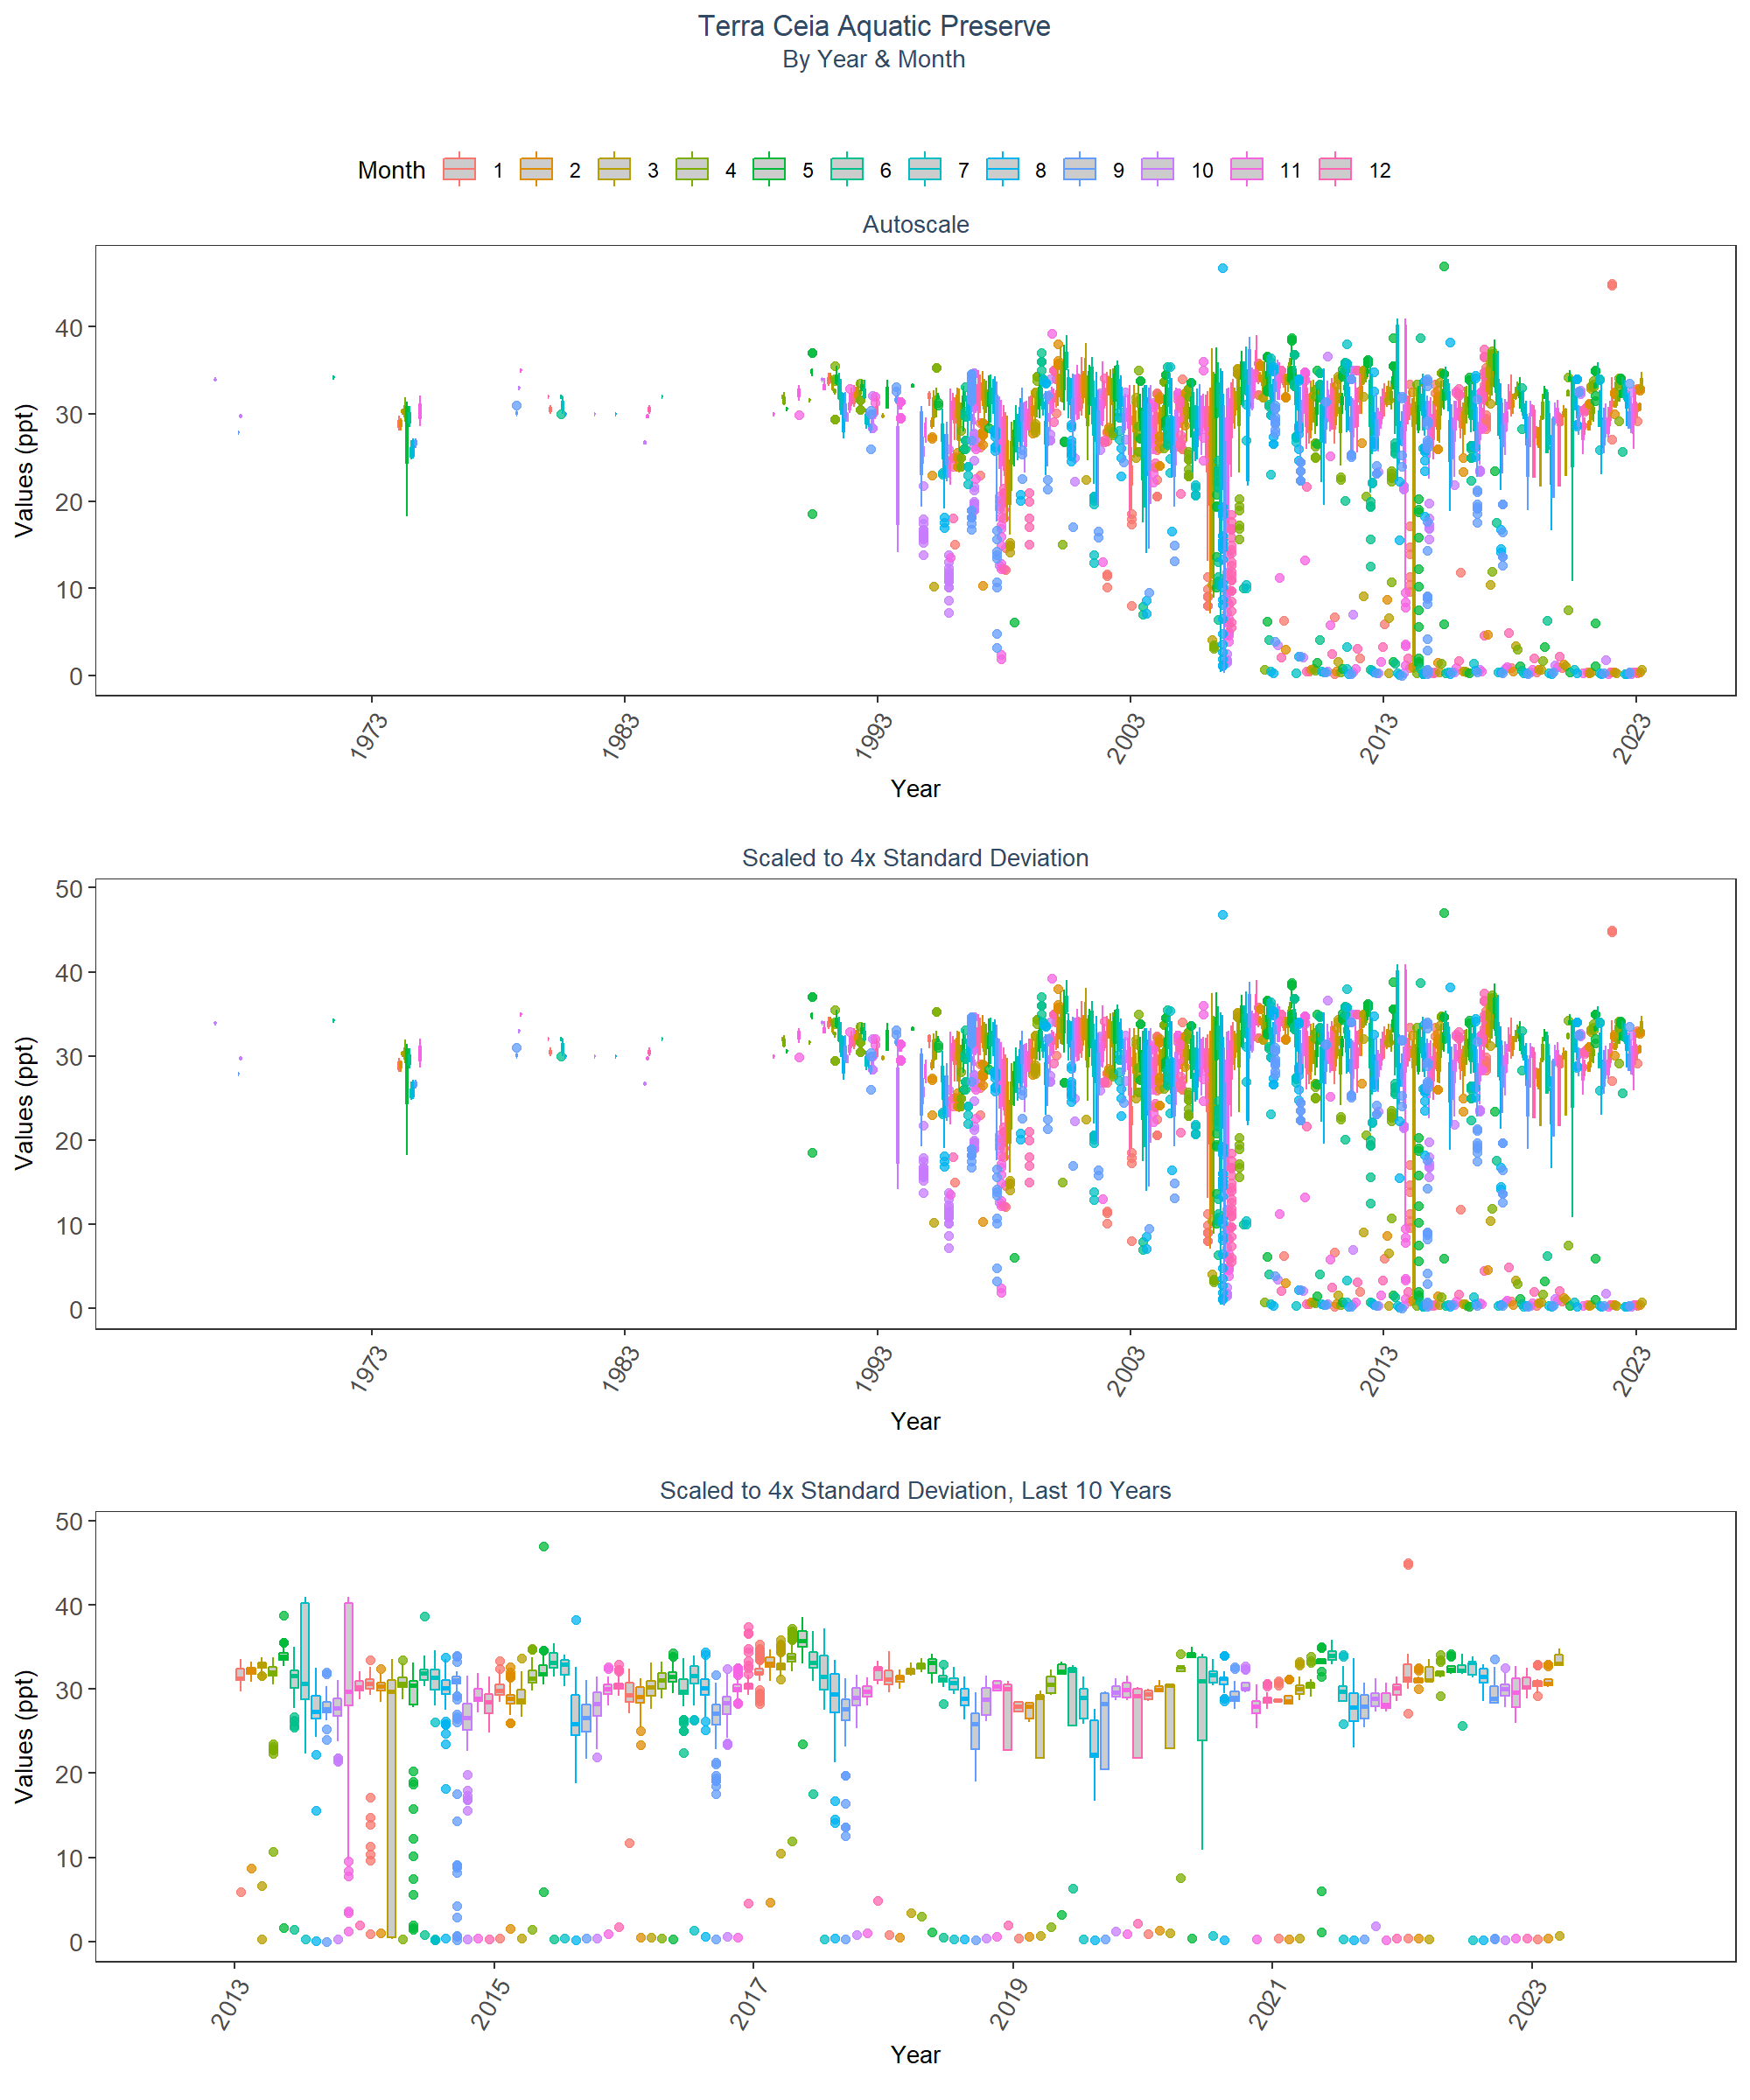 Terra Ceia Aquatic Preserve
By Year & Month
Month 1 2 3 4 5 6 7 8 9 10 11 12
Autoscale
Values (ppt)
40
30
20
10
0
1973 1983 1993 2003 2013 2023
Year
Scaled to 4x Standard Deviation
Values (ppt)
50
40
30
20
10
0
1973 1983 1993 2003 2013 2023
Year
Scaled to 4x Standard Deviation, Last 10 Years
Values (ppt)
50
40
30
20
10
0
2013 2015 2017 2019 2021 2023
Year